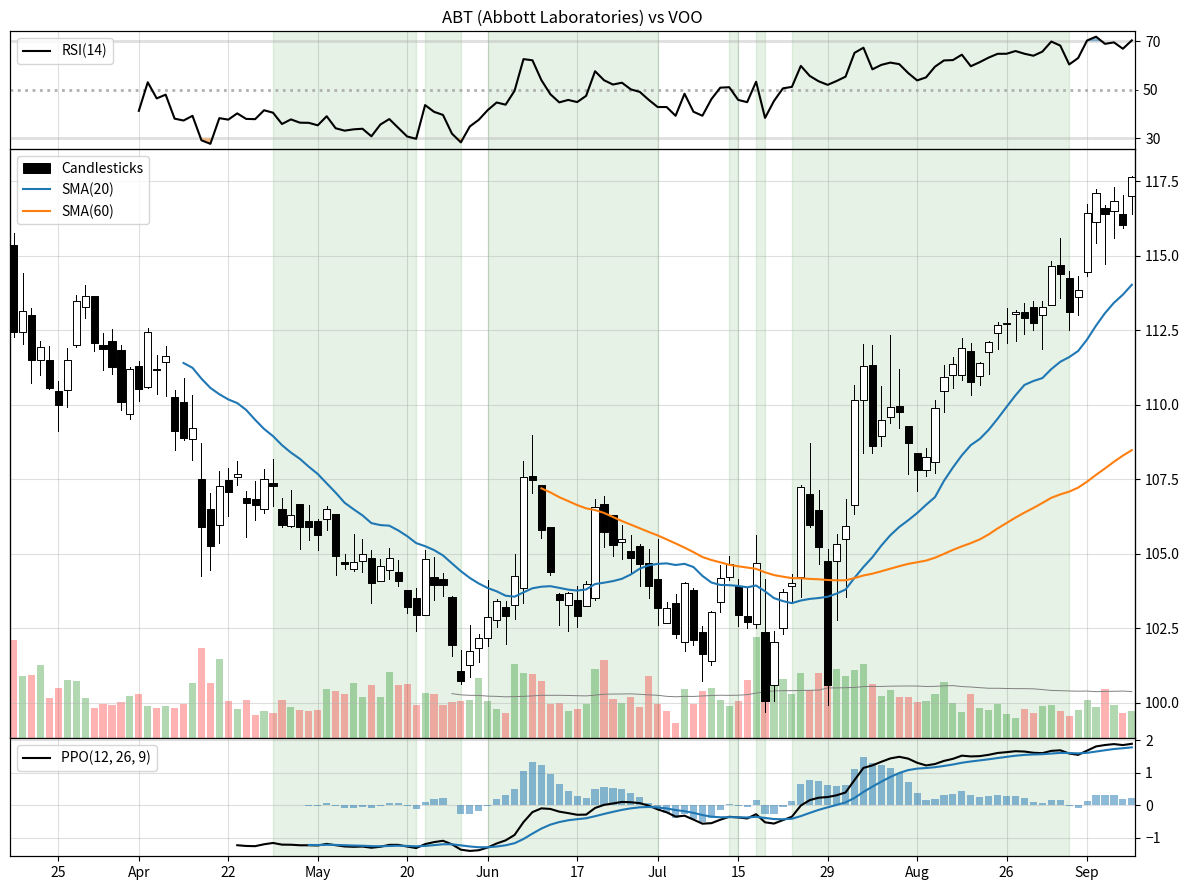 ABT (Abbott Laboratories) vs VOO
RSI(14)
70
50
30
Candlesticks
SMA(20)
SMA(60)
117.5
115.0
112.5
110.0
107.5
105.0
102.5
100.0
PPO(12, 26, 9)
2
1
0
−1
25 Apr 22 May 20 Jun 17 Jul 15 29 Aug 26 Sep